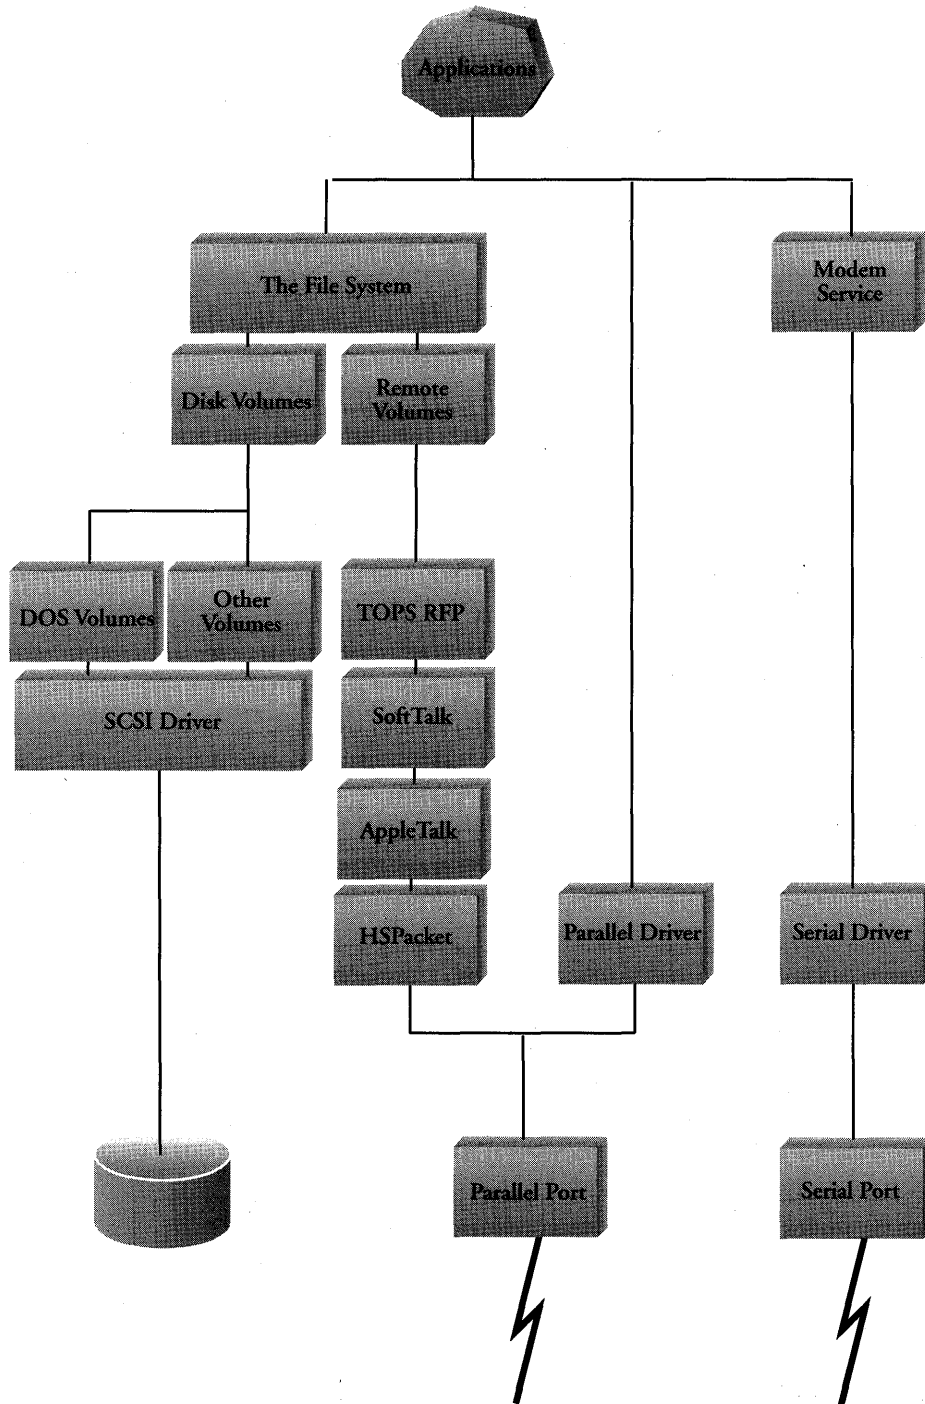 Applications
The File System
Modem
Service
Disk Volumes
Remote
Volumes
DOS Volumes
Other
Volumes
TOPS RFP
SCSI Driver
SoftTalk
AppleTalk
HSPacket
Parallel Driver
Serial Driver
Parallel Port
Serial Port